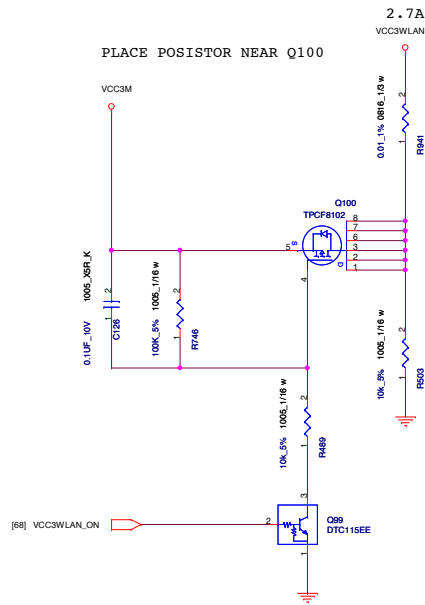 2.7A
VCC3WLAN
PLACE POSISTOR NEAR Q100
VCC3M
2
0.01_1% 0816_1/3 w
1
R941
Q100
TPCF8102
8
7
6
5
S
3
2
D
1
4
1005_X5R_K
2
1
0.1UF_10V
C126
1005_1/16 w
2
100K_5%
1
R746
1005_1/16 w
2
10k_5%
1
R503
1005_1/16 w
2
10k_5%
1
R489
3
[68] VCC3WLAN_ON
2
Q99
DTC115EE
1